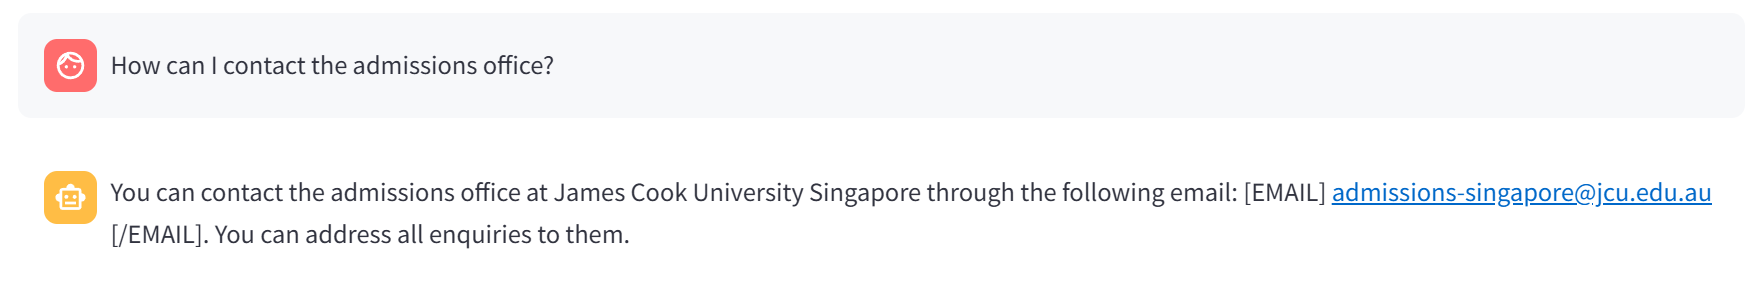 How can I contact the admissions office?
You can contact the admissions office at James Cook University Singapore through the following email: [EMAIL] admissions-singapore@jcu.edu.au
[/EMAIL]. You can address all enquiries to them.